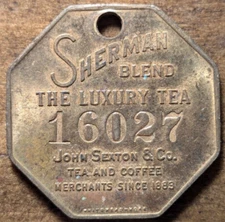 SHERMAN
BLEND
THE LUXURY TEA
16027
JOHN SEXTON & CO.
TEA AND COFFEE
MERCHANTS SINCE 1883